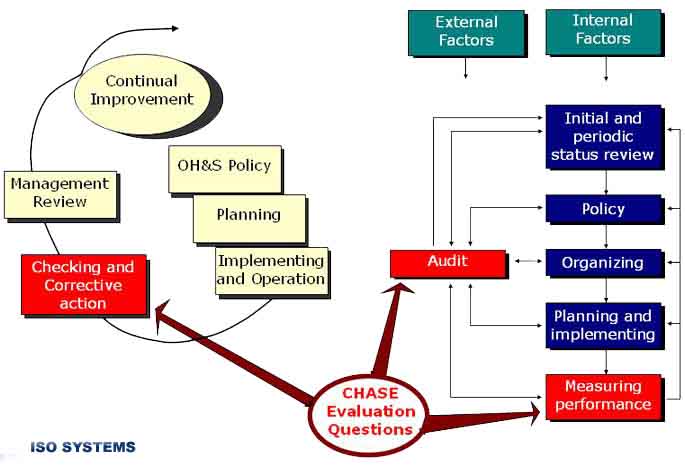 External
Factors
Internal
Factors
Continual
Improvement
OH&S Policy
Management
Review
Planning
Checking and
Corrective
action
Implementing
and Operation
Initial and
periodic
status review
Policy
Audit
Organizing
Planning and
implementing
Measuring
performance
CHASE
Evaluation
Questions
ISO SYSTEMS